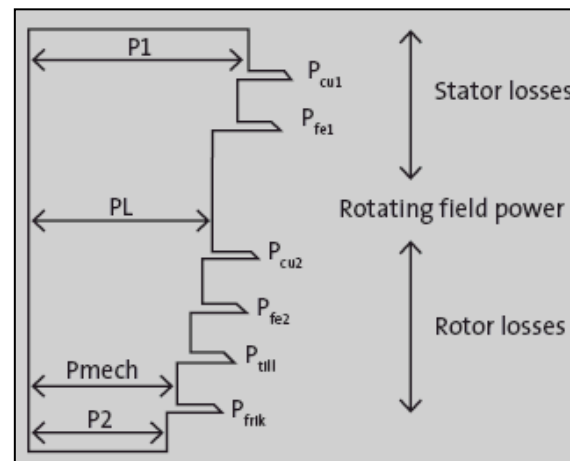 P1
Pcu1
Stator losses
Pfe1
PL
Rotating field power
Pcu2
Pfe2
Rotor losses
Ptill
Pmech
Pfrik
P2